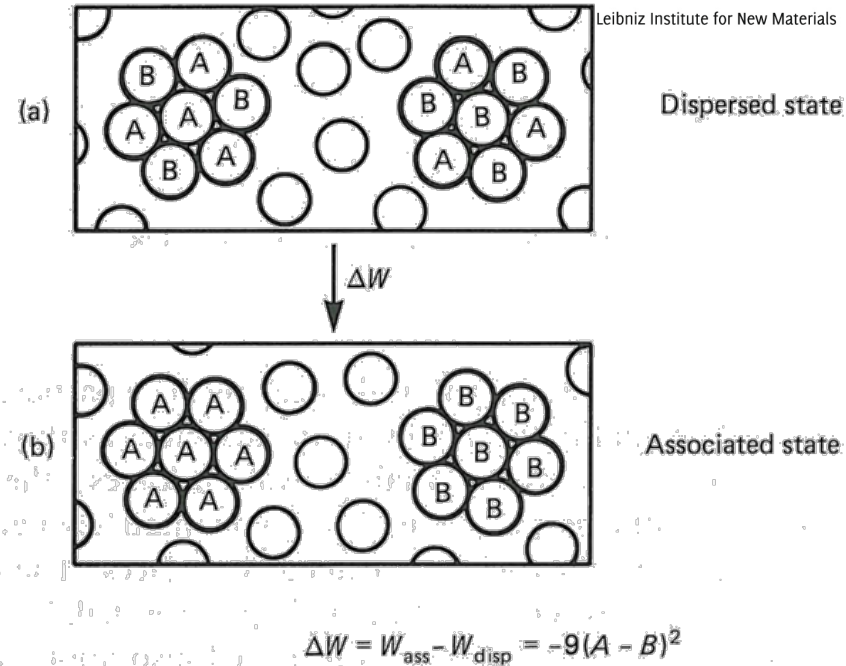 Leibniz Institute for New Materials
(a)
B A B A A B A
A B B B A A B
Dispersed state
ΔW
(b)
A A A A A A A
B B B B B B B
Associated state
ΔW = W_ass – W_disp = -9(A – B)²